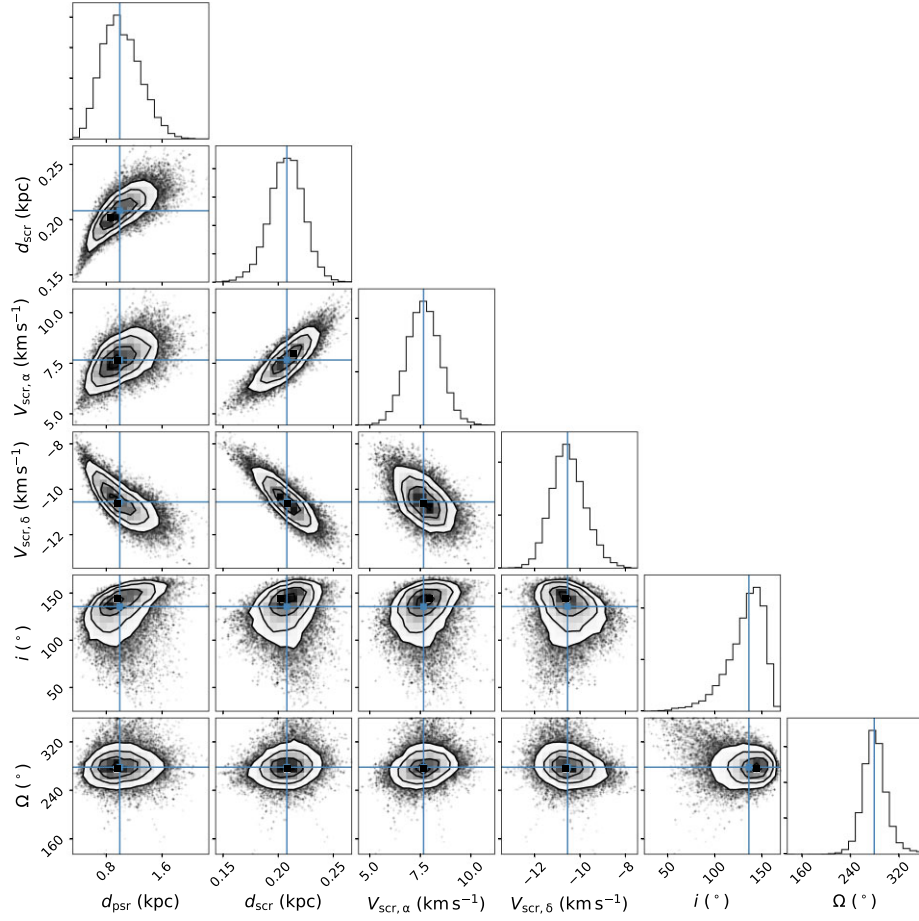 0.25
0.20
0.15
d_scr (kpc)
10.0
7.5
5.0
V_scr,α (km s⁻¹)
−8
−10
−12
V_scr,δ (km s⁻¹)
150
100
50
i (°)
320
240
160
Ω (°)
0.8 1.6 0.15 0.20 0.25 5.0 7.5 10.0 −12 −10 −8 50 100 150 160 240 320
d_psr (kpc) d_scr (kpc) V_scr,α (km s⁻¹) V_scr,δ (km s⁻¹) i (°) Ω (°)